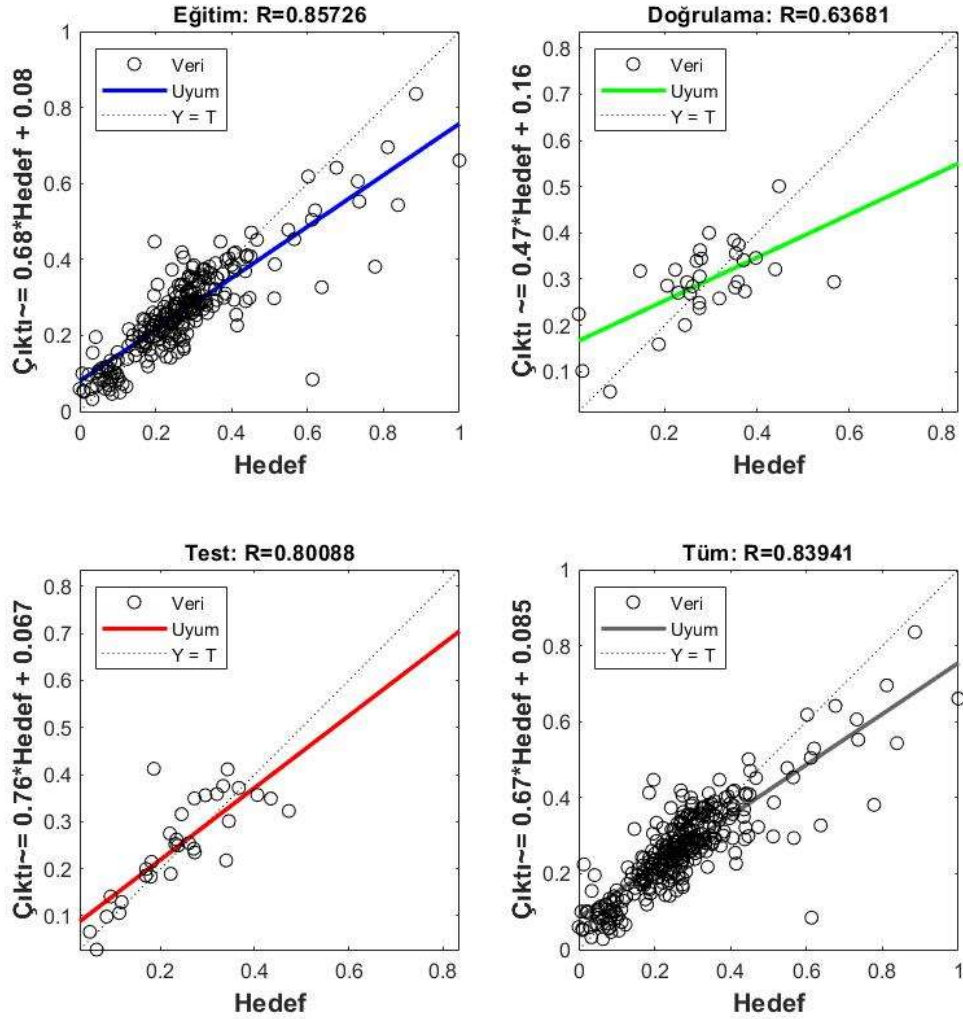 Eğitim: R=0.85726
Çıktı~= 0.68*Hedef + 0.08
1
0.8
0.6
0.4
0.2
0
Veri
Uyum
Y = T
0 0.2 0.4 0.6 0.8 1
Hedef
Doğrulama: R=0.63681
Çıktı ~= 0.47*Hedef + 0.16
0.8
0.7
0.6
0.5
0.4
0.3
0.2
0.1
Veri
Uyum
Y = T
0.2 0.4 0.6 0.8
Hedef
Test: R=0.80088
Çıktı~= 0.76*Hedef + 0.067
0.8
0.7
0.6
0.5
0.4
0.3
0.2
0.1
Veri
Uyum
Y = T
0.2 0.4 0.6 0.8
Hedef
Tüm: R=0.83941
Çıktı~= 0.67*Hedef + 0.085
1
0.8
0.6
0.4
0.2
0
Veri
Uyum
Y = T
0 0.2 0.4 0.6 0.8 1
Hedef